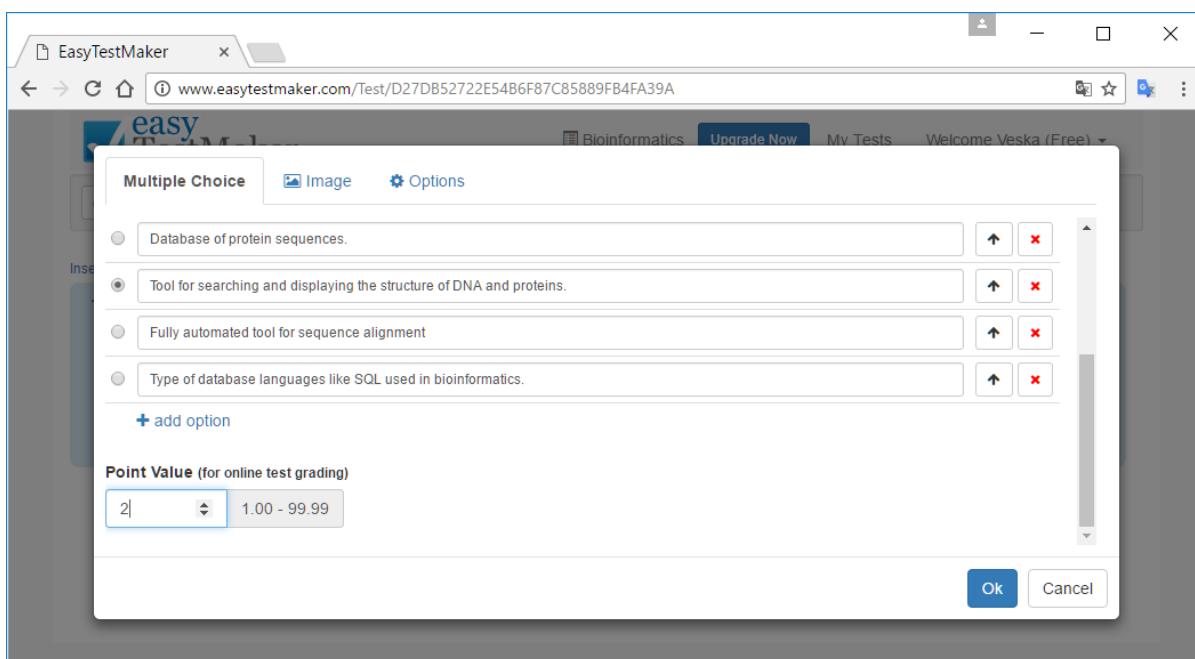 EasyTestMaker
www.easytestmaker.com/Test/D27DB52722E54B6F87C85889FB4FA39A
easy
Bioinformatics Upgrade Now My Tests Welcome Veska (Free)
Multiple Choice Image Options
Database of protein sequences.
Inse
Tool for searching and displaying the structure of DNA and proteins.
Fully automated tool for sequence alignment
Type of database languages like SQL used in bioinformatics.
+ add option
Point Value (for online test grading)
2 1.00 - 99.99
Ok Cancel